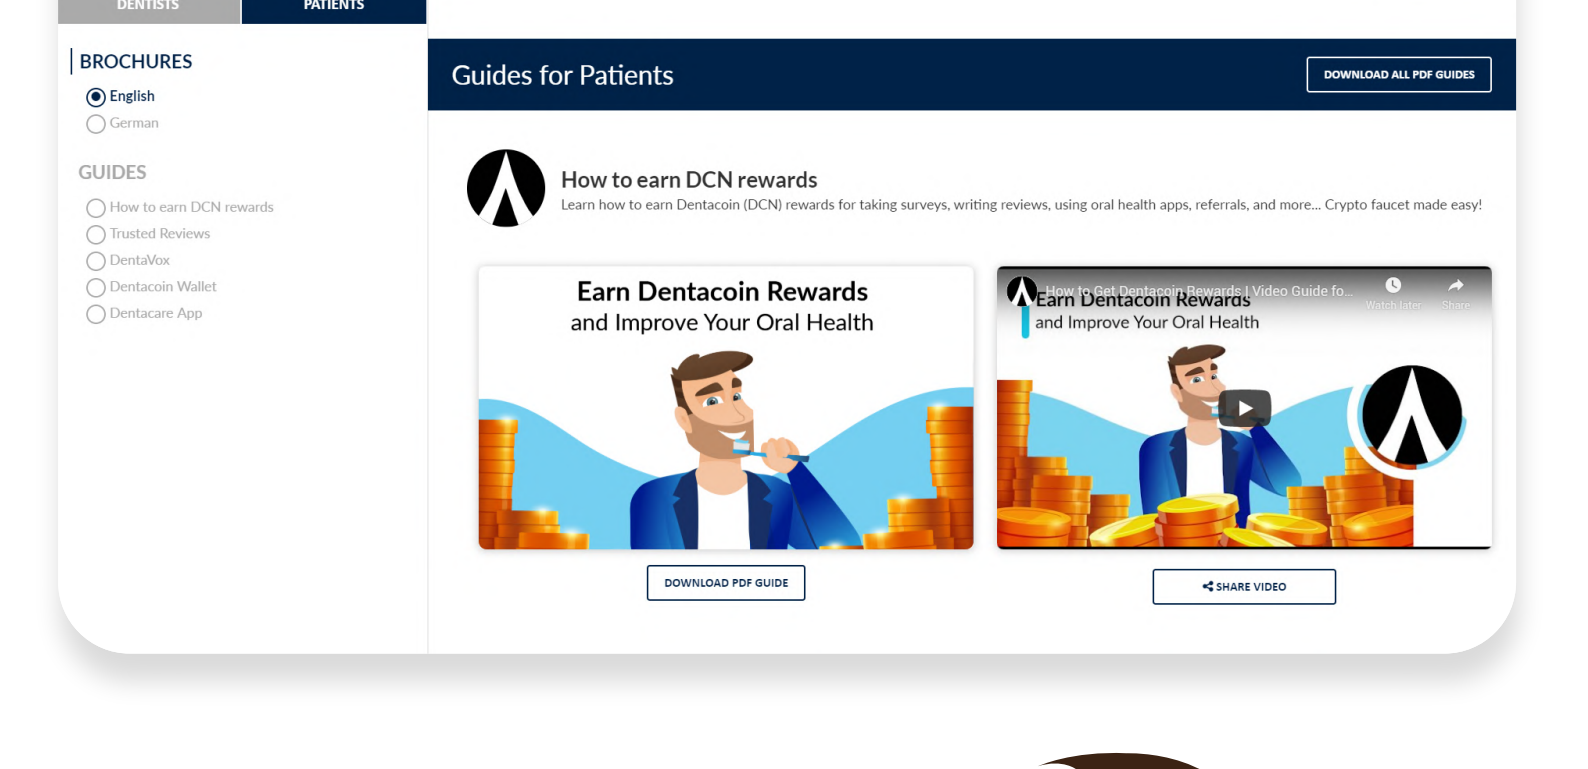 DENTISTS
PATIENTS
BROCHURES
English
German
GUIDES
How to earn DCN rewards
Trusted Reviews
DentaVox
Dentacoin Wallet
Dentacare App
Guides for Patients
DOWNLOAD ALL PDF GUIDES
How to earn DCN rewards
Learn how to earn Dentacoin (DCN) rewards for taking surveys, writing reviews, using oral health apps, referrals, and more... Crypto faucet made easy!
Earn Dentacoin Rewards
and Improve Your Oral Health
DOWNLOAD PDF GUIDE
How to Get Dentacoin Rewards | Video Guide fo...
Watch later
Share
Earn Dentacoin Rewards
and Improve Your Oral Health
SHARE VIDEO